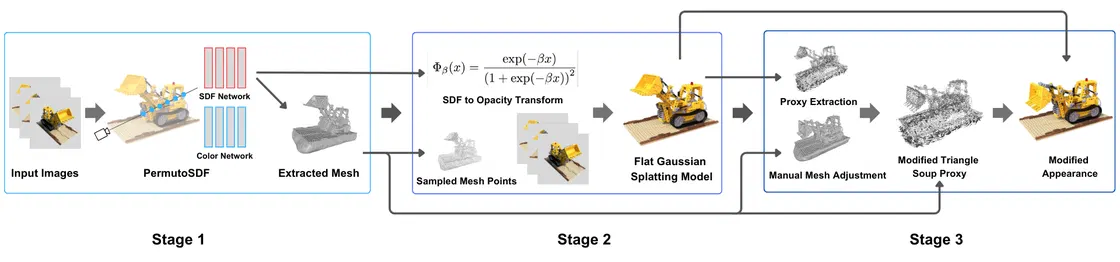 SDF Network
Color Network
Input Images
PermutoSDF
Extracted Mesh
Φβ(x) = exp(−βx) / (1 + exp(−βx))²
SDF to Opacity Transform
Sampled Mesh Points
Flat Gaussian
Splatting Model
Proxy Extraction
Manual Mesh Adjustment
Modified Triangle
Soup Proxy
Modified
Appearance
Stage 1
Stage 2
Stage 3